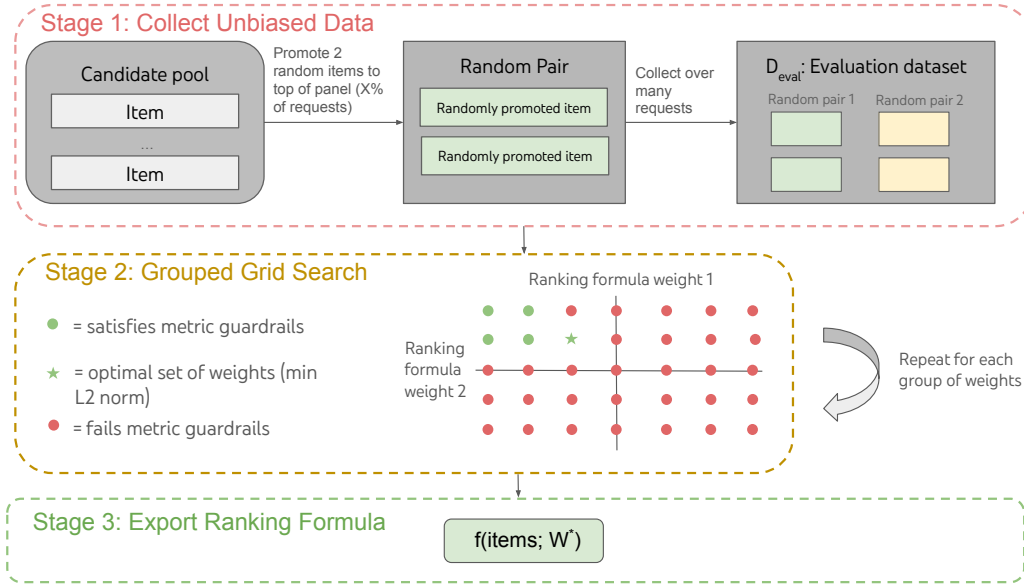 Stage 1: Collect Unbiased Data
Candidate pool
Item
...
Item
Promote 2
random items to
top of panel (X%
of requests)
Random Pair
Randomly promoted item
Randomly promoted item
Collect over
many
requests
D_eval: Evaluation dataset
Random pair 1
Random pair 2
Stage 2: Grouped Grid Search
= satisfies metric guardrails
= optimal set of weights (min
L2 norm)
= fails metric guardrails
Ranking formula weight 1
Ranking
formula
weight 2
Repeat for each
group of weights
Stage 3: Export Ranking Formula
f(items; W*)